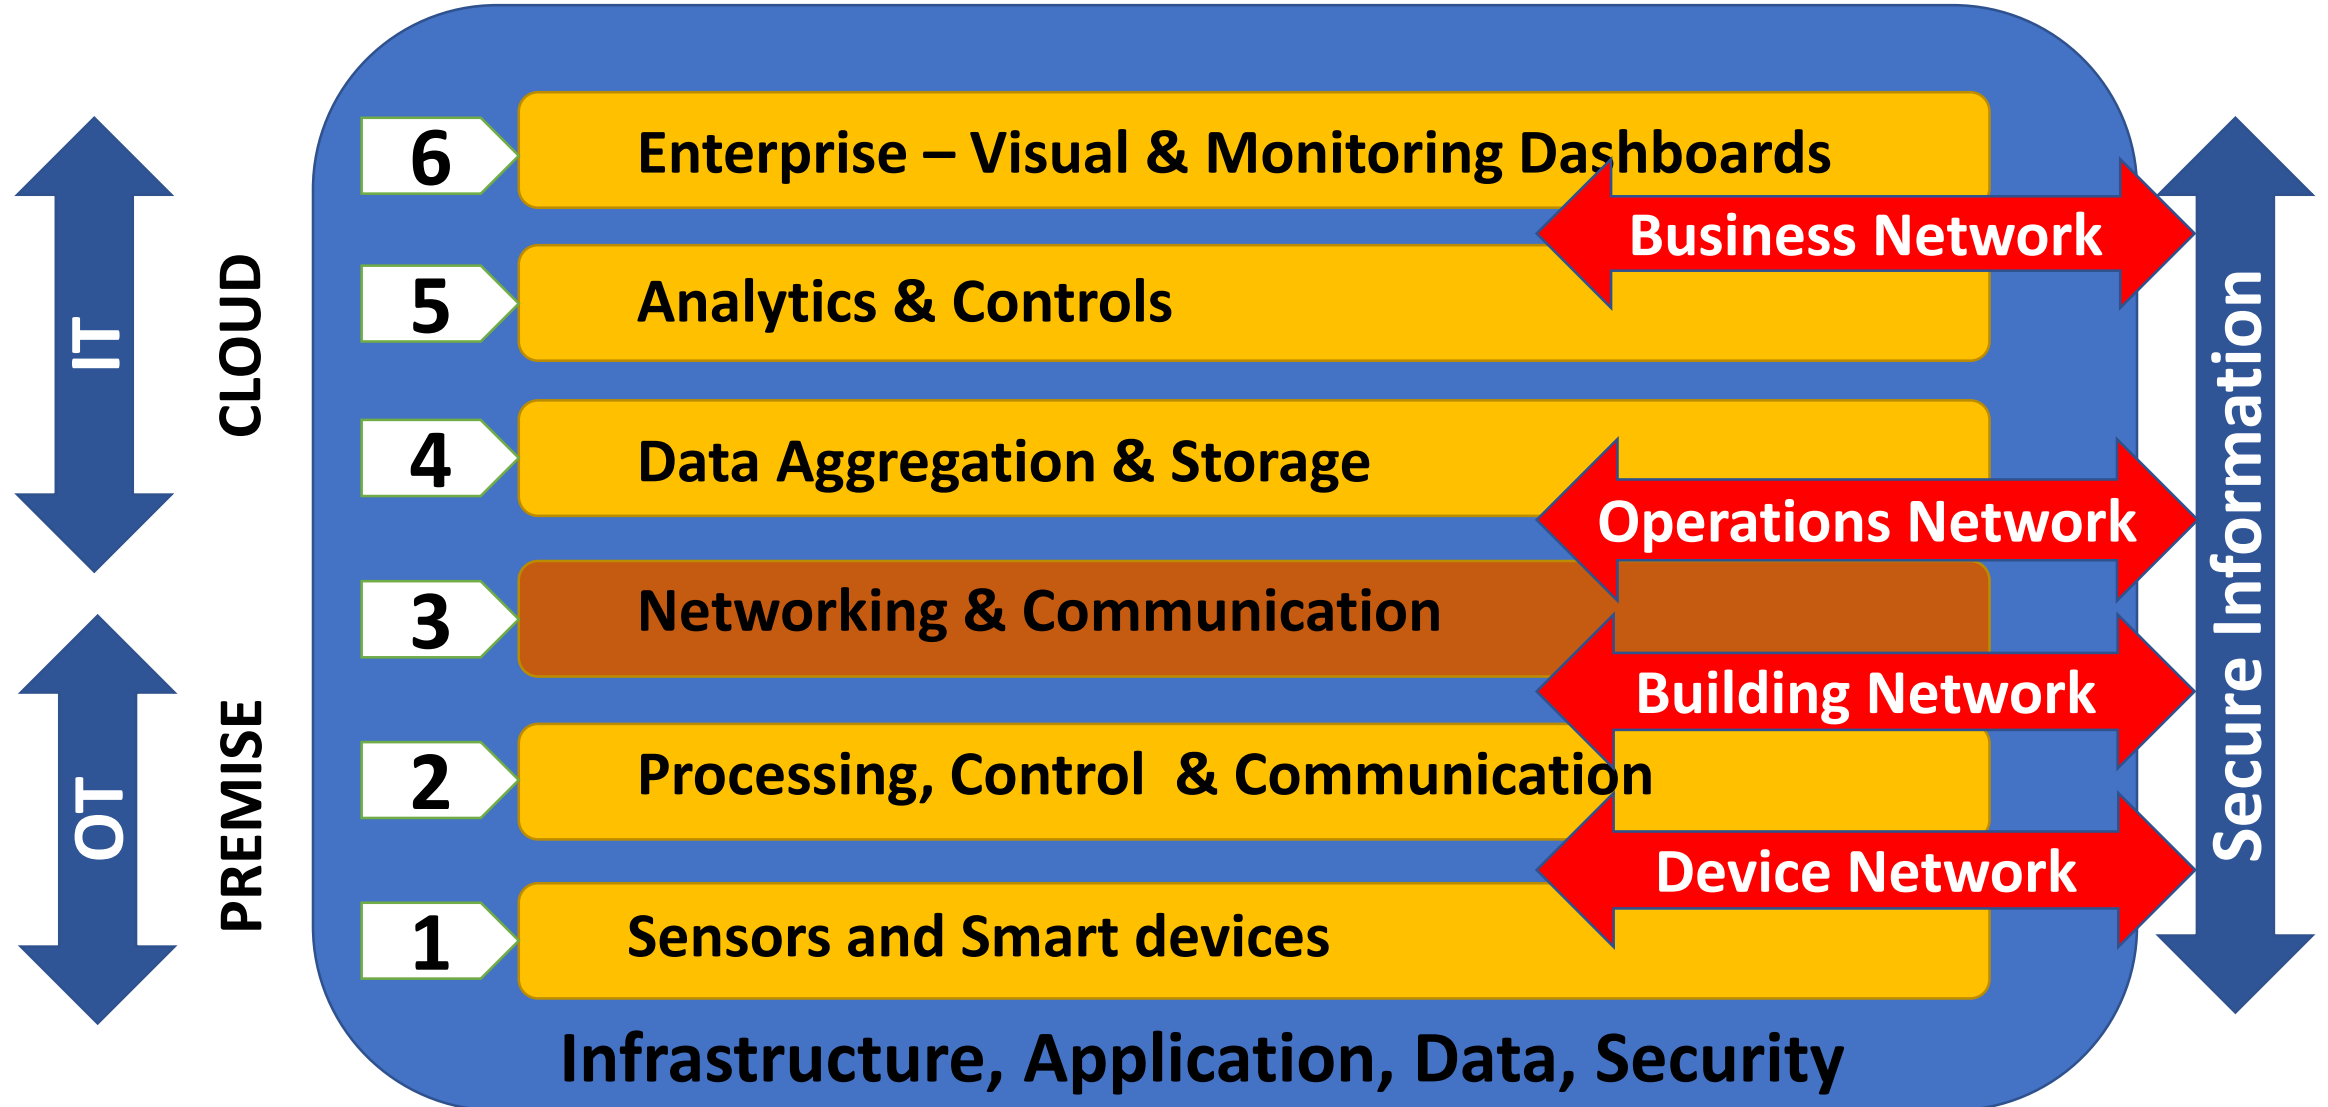 6
Enterprise – Visual & Monitoring Dashboards
Business Network
5
Analytics & Controls
4
Data Aggregation & Storage
Operations Network
3
Networking & Communication
Building Network
2
Processing, Control  & Communication
Device Network
1
Sensors and Smart devices
Infrastructure, Application, Data, Security
IT
CLOUD
OT
PREMISE
Secure Information